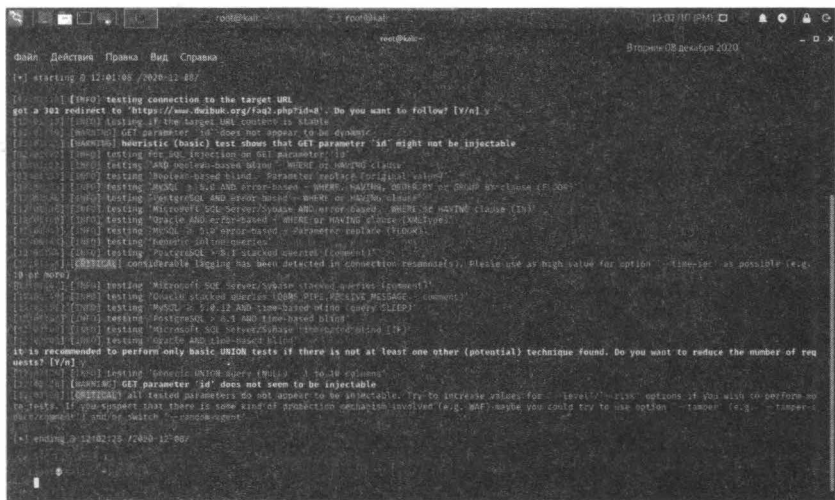 root@kali:~
root@kali:~
12:02
root@kali:~
Вторник 08 декабря 2020
Файл Действия Правка Вид Справка
[*] starting @ 12:01:08 /2020-12-08/
[INFO] testing connection to the target URL
got a 302 redirect to 'https://www.dwibuk.org/faq2.php?id=8'. Do you want to follow? [Y/n] y
[INFO] testing if the target URL content is stable
[WARNING] GET parameter 'id' does not appear to be dynamic
[WARNING] heuristic (basic) test shows that GET parameter 'id' might not be injectable
[INFO] testing for SQL injection on GET parameter 'id'
[INFO] testing 'AND boolean-based blind - WHERE or HAVING clause'
[INFO] testing 'Boolean-based blind - Parameter replace (original value)'
[INFO] testing 'MySQL > 5.0 AND error-based - WHERE, HAVING, ORDER BY or GROUP BY clause (FLOOR)'
[INFO] testing 'PostgreSQL AND error-based - WHERE or HAVING clause'
[INFO] testing 'Microsoft SQL Server/Sybase AND error-based - WHERE or HAVING clause (IN)'
[INFO] testing 'Oracle AND error-based - WHERE or HAVING clause (XMLType)'
[INFO] testing 'MySQL > 5.0 error-based - Parameter replace (FLOOR)'
[INFO] testing 'Generic inline queries'
[INFO] testing 'PostgreSQL > 8.1 stacked queries (comment)'
[CRITICAL] considerable lagging has been detected in connection response(s). Please use as high value for option '--time-sec' as possible (e.g.
10 or more)
[INFO] testing 'Microsoft SQL Server/Sybase stacked queries (comment)'
[INFO] testing 'Oracle stacked queries (DBMS_PIPE.RECEIVE_MESSAGE - comment)'
[INFO] testing 'MySQL > 5.0.12 AND time-based blind (query SLEEP)'
[INFO] testing 'PostgreSQL > 8.1 AND time-based blind'
[INFO] testing 'Microsoft SQL Server/Sybase time-based blind (IF)'
[INFO] testing 'Oracle AND time-based blind'
it is recommended to perform only basic UNION tests if there is not at least one other (potential) technique found. Do you want to reduce the number of req
uests? [Y/n] y
[INFO] testing 'Generic UNION query (NULL) - 1 to 10 columns'
[WARNING] GET parameter 'id' does not seem to be injectable
[CRITICAL] all tested parameters do not appear to be injectable. Try to increase values for '--level'/'--risk' options if you wish to perform mo
re tests. If you suspect that there is some kind of protection mechanism involved (e.g. WAF) maybe you could try to use option '--tamper' (e.g. '--tamper=s
') and/or switch '--random-agent'
[*] ending @ 12:02:28 /2020-12-08/
$